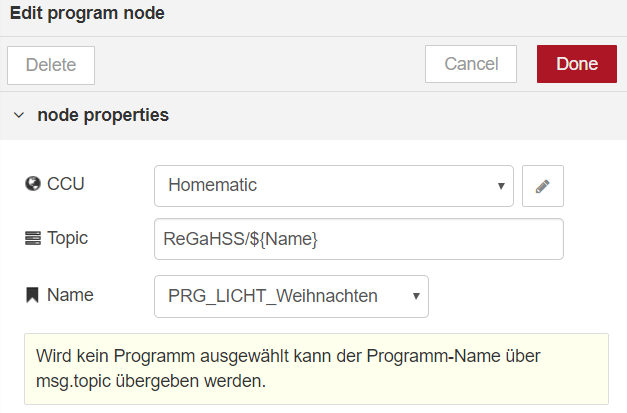 Edit program node
Delete
Cancel
Done
node properties
CCU
Homematic
Topic
ReGaHSS/${Name}
Name
PRG_LICHT_Weihnachten
Wird kein Programm ausgewählt kann der Programm-Name über
msg.topic übergeben werden.